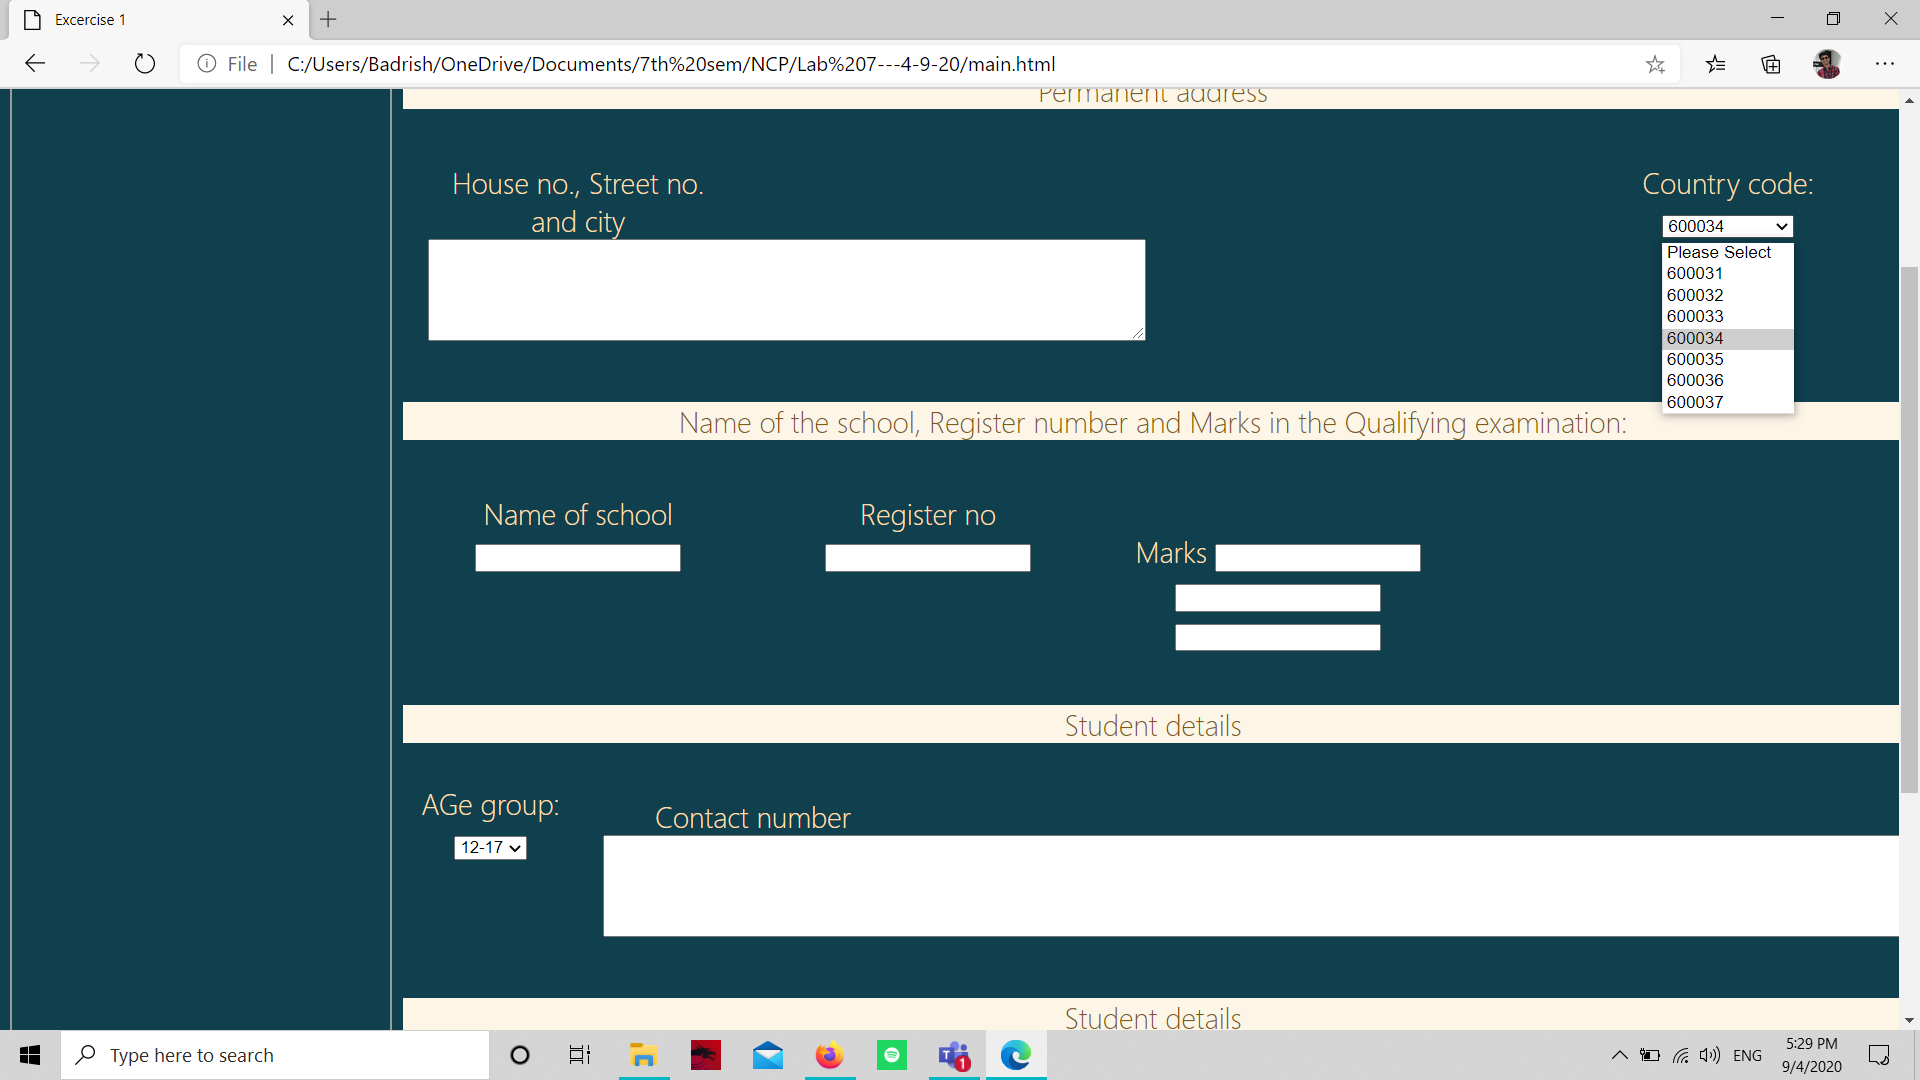 Excercise 1
File
C:/Users/Badrish/OneDrive/Documents/7th%20sem/NCP/Lab%207---4-9-20/main.html
Permanent address
House no., Street no.
and city
Country code:
600034
Please Select
600031
600032
600033
600034
600035
600036
600037
Name of the school, Register number and Marks in the Qualifying examination:
Name of school
Register no
Marks
Student details
AGe group:
12-17
Contact number
Student details
Type here to search
1
ENG
5:29 PM
9/4/2020